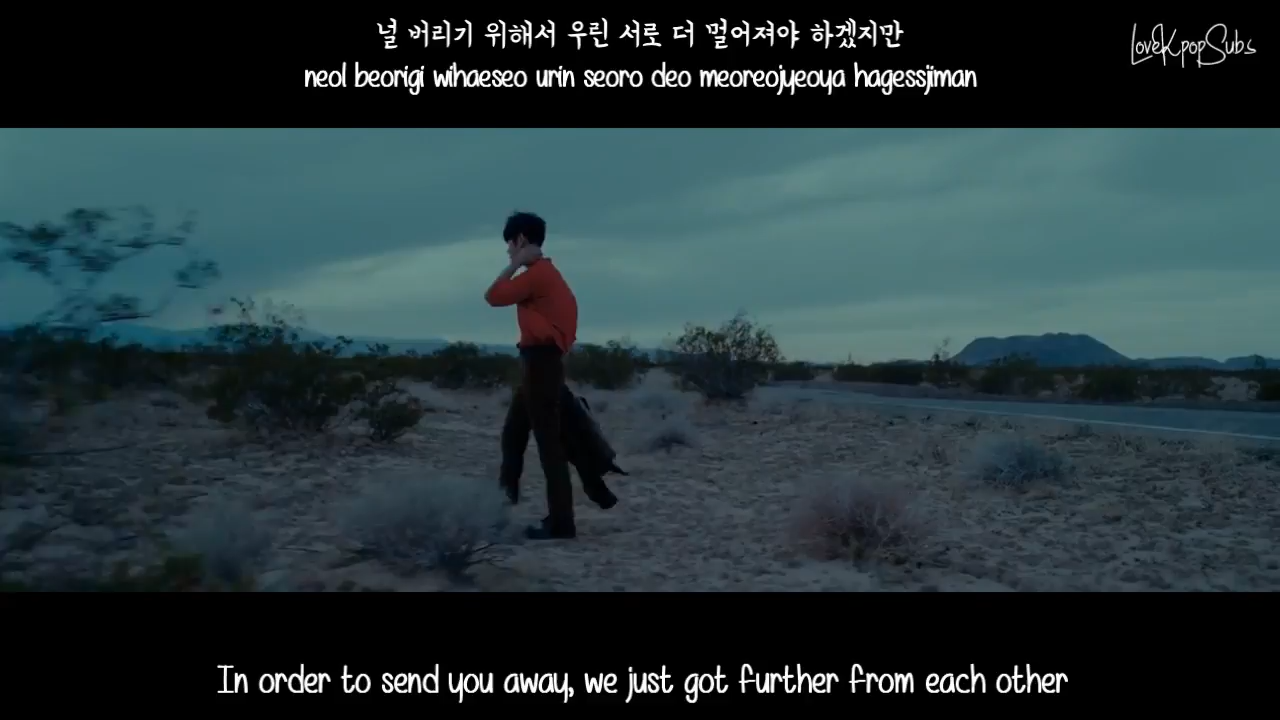 널 버리기 위해서 우린 서로 더 멀어져야 하겠지만
LoveKpopSubs
neol beorigi wihaeseo urin seoro deo meoreojyeoya hagessjiman
In order to send you away, we just got further from each other